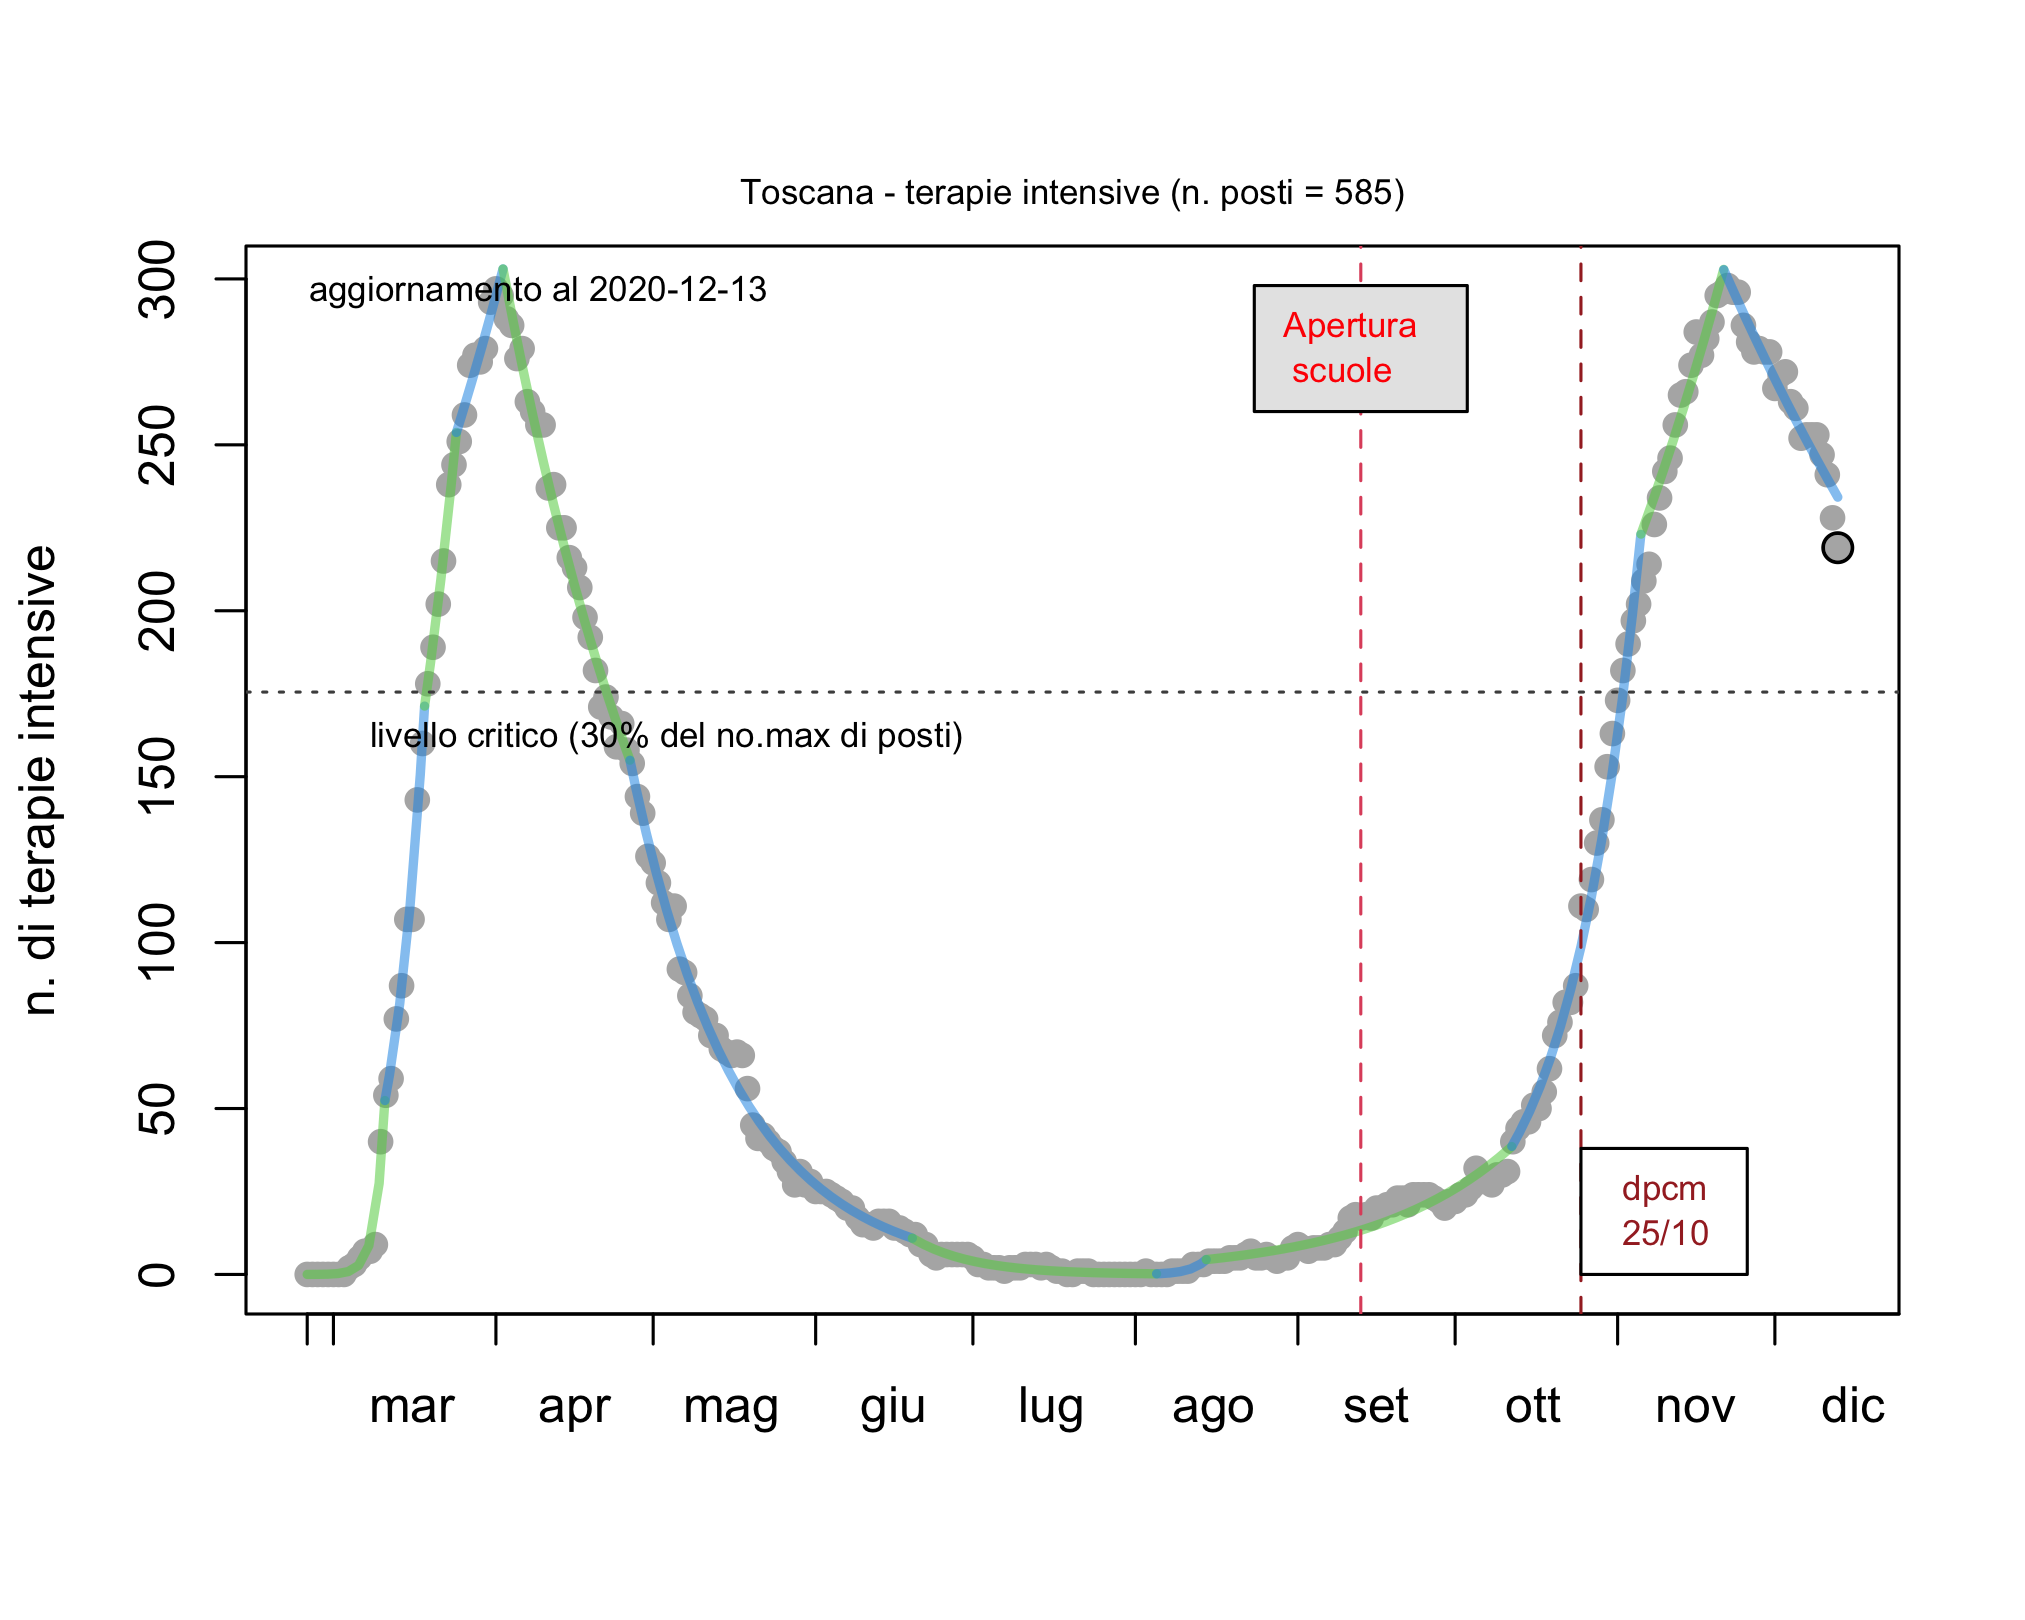 Toscana - terapie intensive (n. posti = 585)
aggiornamento al 2020-12-13
Apertura
scuole
livello critico (30% del no.max di posti)
dpcm
25/10
n. di terapie intensive
300
250
200
150
100
50
0
mar apr mag giu lug ago set ott nov dic